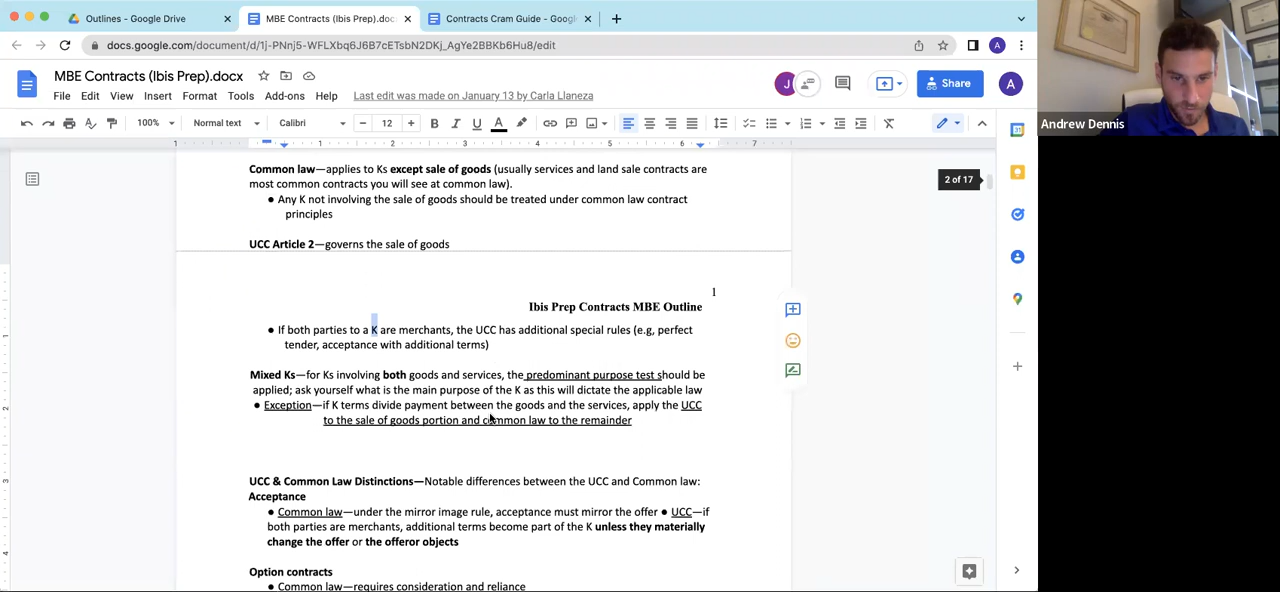 Outlines - Google Drive
MBE Contracts (Ibis Prep).doc
Contracts Cram Guide - Goog
docs.google.com/document/d/1j-PNnj5-WFLXbq6J6B7cETsbN2DKj_AgYe2BBKb6Hu8/edit
A
MBE Contracts (Ibis Prep).docx
File Edit View Insert Format Tools Add-ons Help Last edit was made on January 13 by Carla Llaneza
J
Share
A
100% Normal text Calibri 12 B I U A
1 1 2 3 4 5 6 7
Andrew Dennis
Common law—applies to Ks except sale of goods (usually services and land sale contracts are
most common contracts you will see at common law).
● Any K not involving the sale of goods should be treated under common law contract
principles
2 of 17
UCC Article 2—governs the sale of goods
1
Ibis Prep Contracts MBE Outline
● If both parties to a K are merchants, the UCC has additional special rules (e.g, perfect
tender, acceptance with additional terms)
Mixed Ks—for Ks involving both goods and services, the predominant purpose test should be
applied; ask yourself what is the main purpose of the K as this will dictate the applicable law
● Exception—if K terms divide payment between the goods and the services, apply the UCC
to the sale of goods portion and common law to the remainder
UCC & Common Law Distinctions—Notable differences between the UCC and Common law:
Acceptance
● Common law—under the mirror image rule, acceptance must mirror the offer ● UCC—if
both parties are merchants, additional terms become part of the K unless they materially
change the offer or the offeror objects
Option contracts
● Common law—requires consideration and reliance